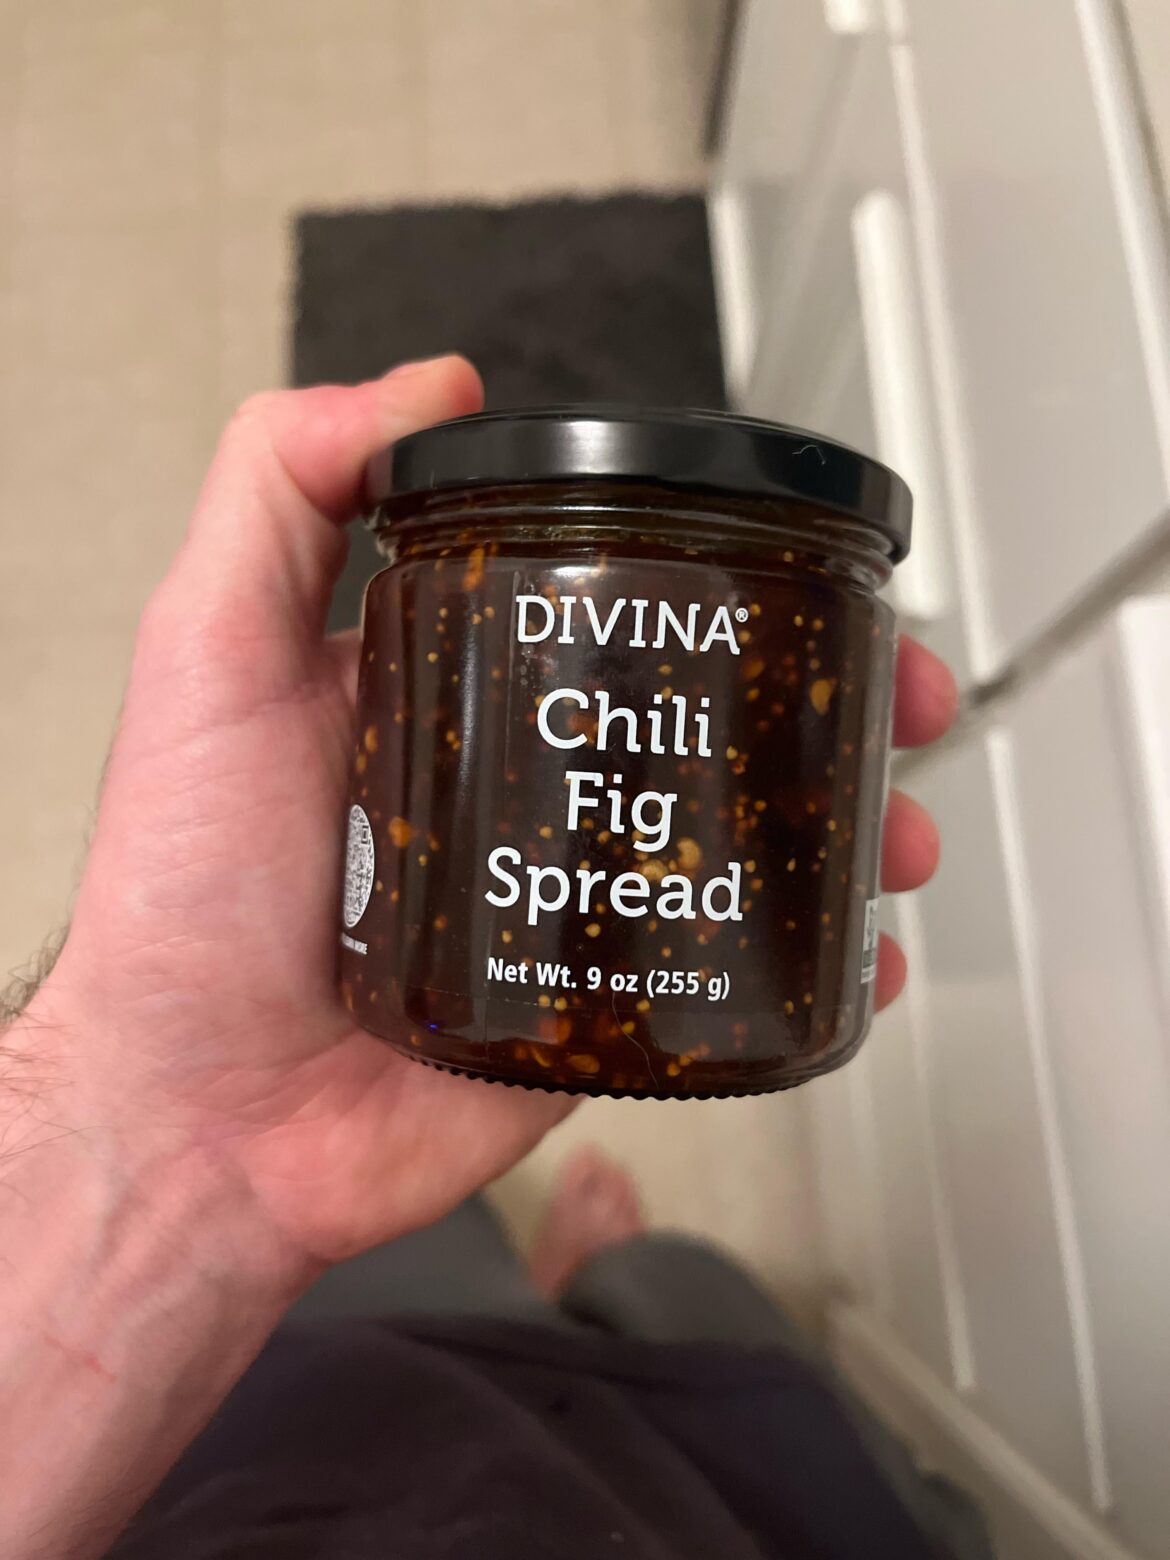 DIVINA®
Chili
Fig
Spread
Net Wt. 9 oz (255 g)